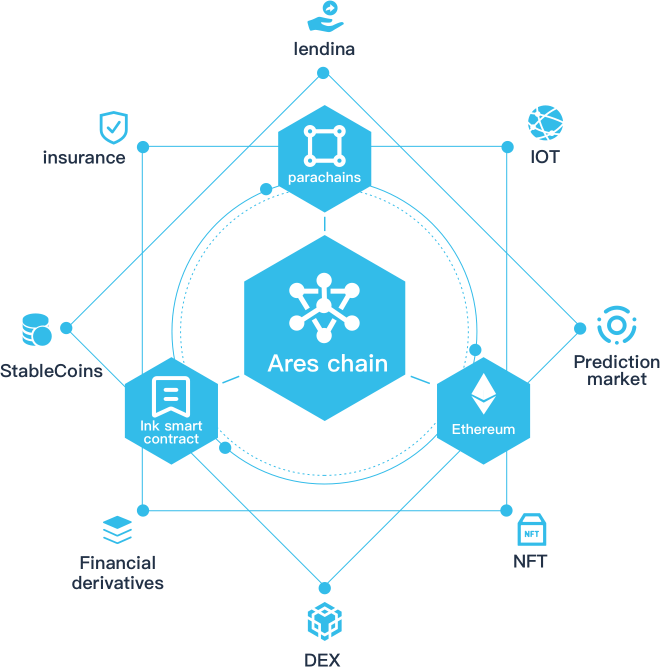 lendina
insurance
IOT
parachains
Ares chain
StableCoins
Prediction
market
Ink smart
contract
Ethereum
Financial
derivatives
NFT
NFT
DEX